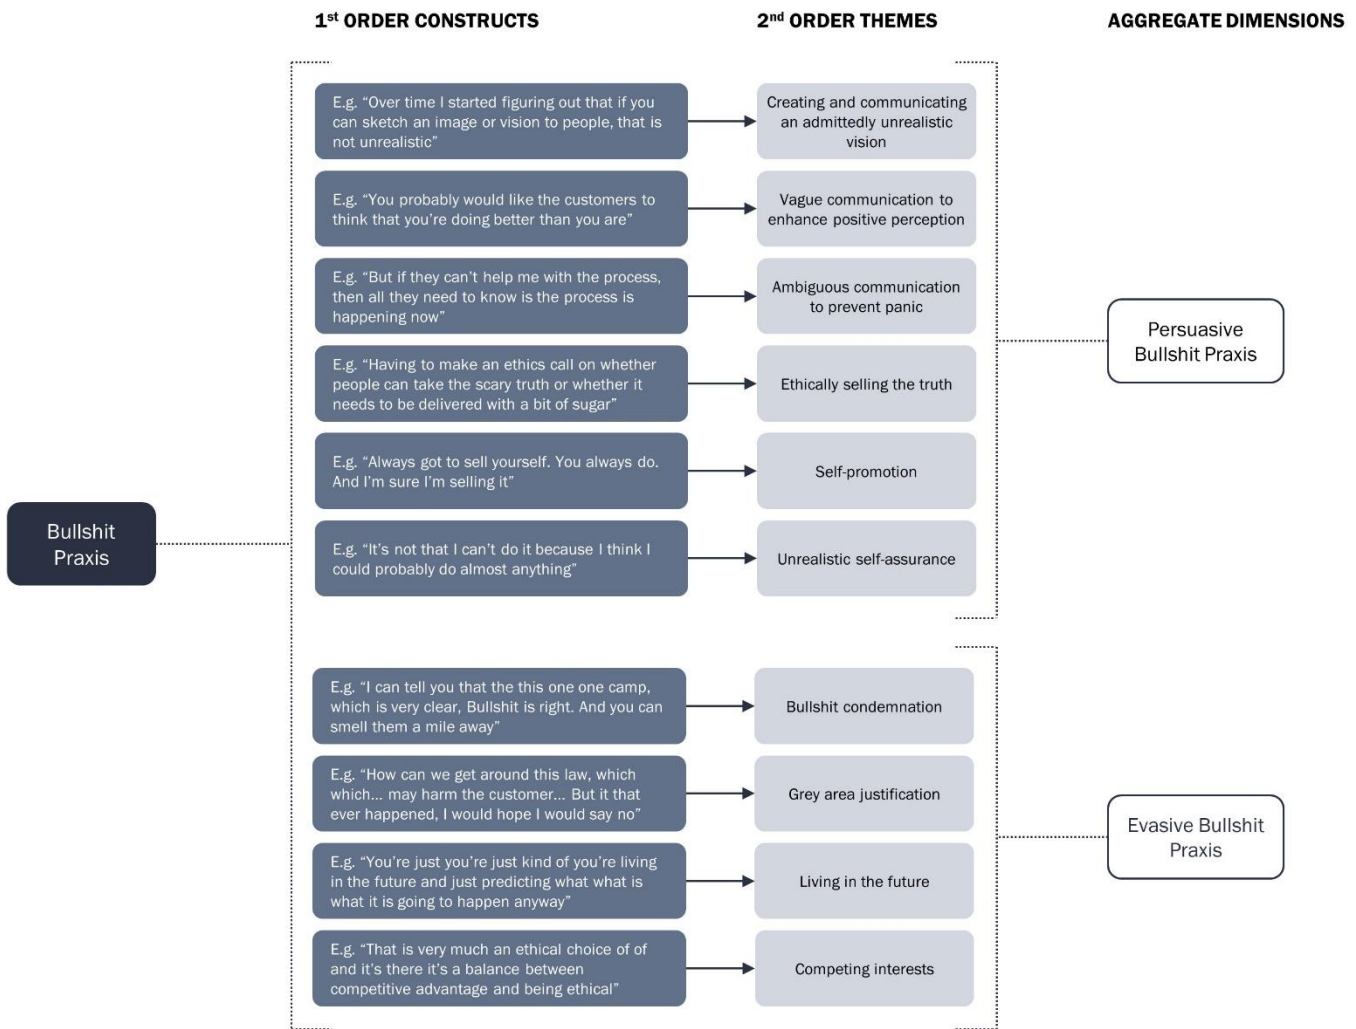 1st ORDER CONSTRUCTS
2nd ORDER THEMES
AGGREGATE DIMENSIONS
Bullshit
Praxis
E.g. “Over time I started figuring out that if you
can sketch an image or vision to people, that is
not unrealistic”
Creating and communicating
an admittedly unrealistic
vision
E.g. “You probably would like the customers to
think that you’re doing better than you are”
Vague communication to
enhance positive perception
E.g. “But if they can’t help me with the process,
then all they need to know is the process is
happening now”
Ambiguous communication
to prevent panic
E.g. “Having to make an ethics call on whether
people can take the scary truth or whether it
needs to be delivered with a bit of sugar”
Ethically selling the truth
E.g. “Always got to sell yourself. You always do.
And I’m sure I’m selling it”
Self-promotion
E.g. “It’s not that I can’t do it because I think I
could probably do almost anything”
Unrealistic self-assurance
Persuasive
Bullshit Praxis
E.g. “I can tell you that the this one one camp,
which is very clear, Bullshit is right. And you can
smell them a mile away”
Bullshit condemnation
E.g. “How can we get around this law, which
which... may harm the customer... But it that
ever happened, I would hope I would say no”
Grey area justification
E.g. “You’re just you’re just kind of you’re living
in the future and just predicting what what is
what it is going to happen anyway”
Living in the future
E.g. “That is very much an ethical choice of of
and it’s there it’s a balance between
competitive advantage and being ethical”
Competing interests
Evasive Bullshit
Praxis